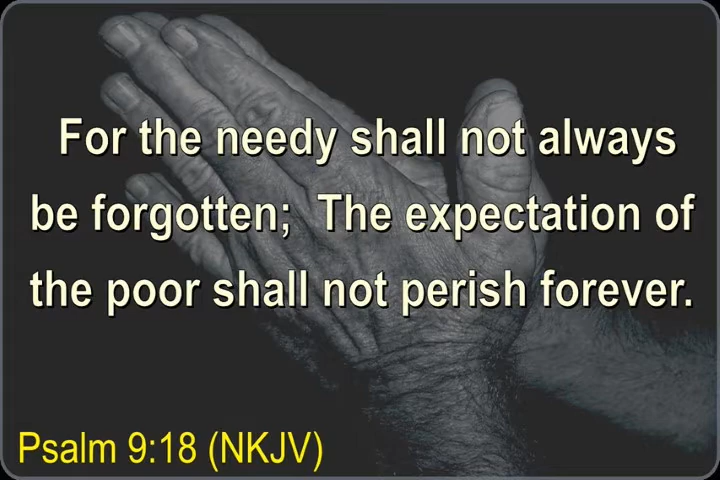 For the needy shall not always
be forgotten; The expectation of
the poor shall not perish forever.
Psalm 9:18 (NKJV)